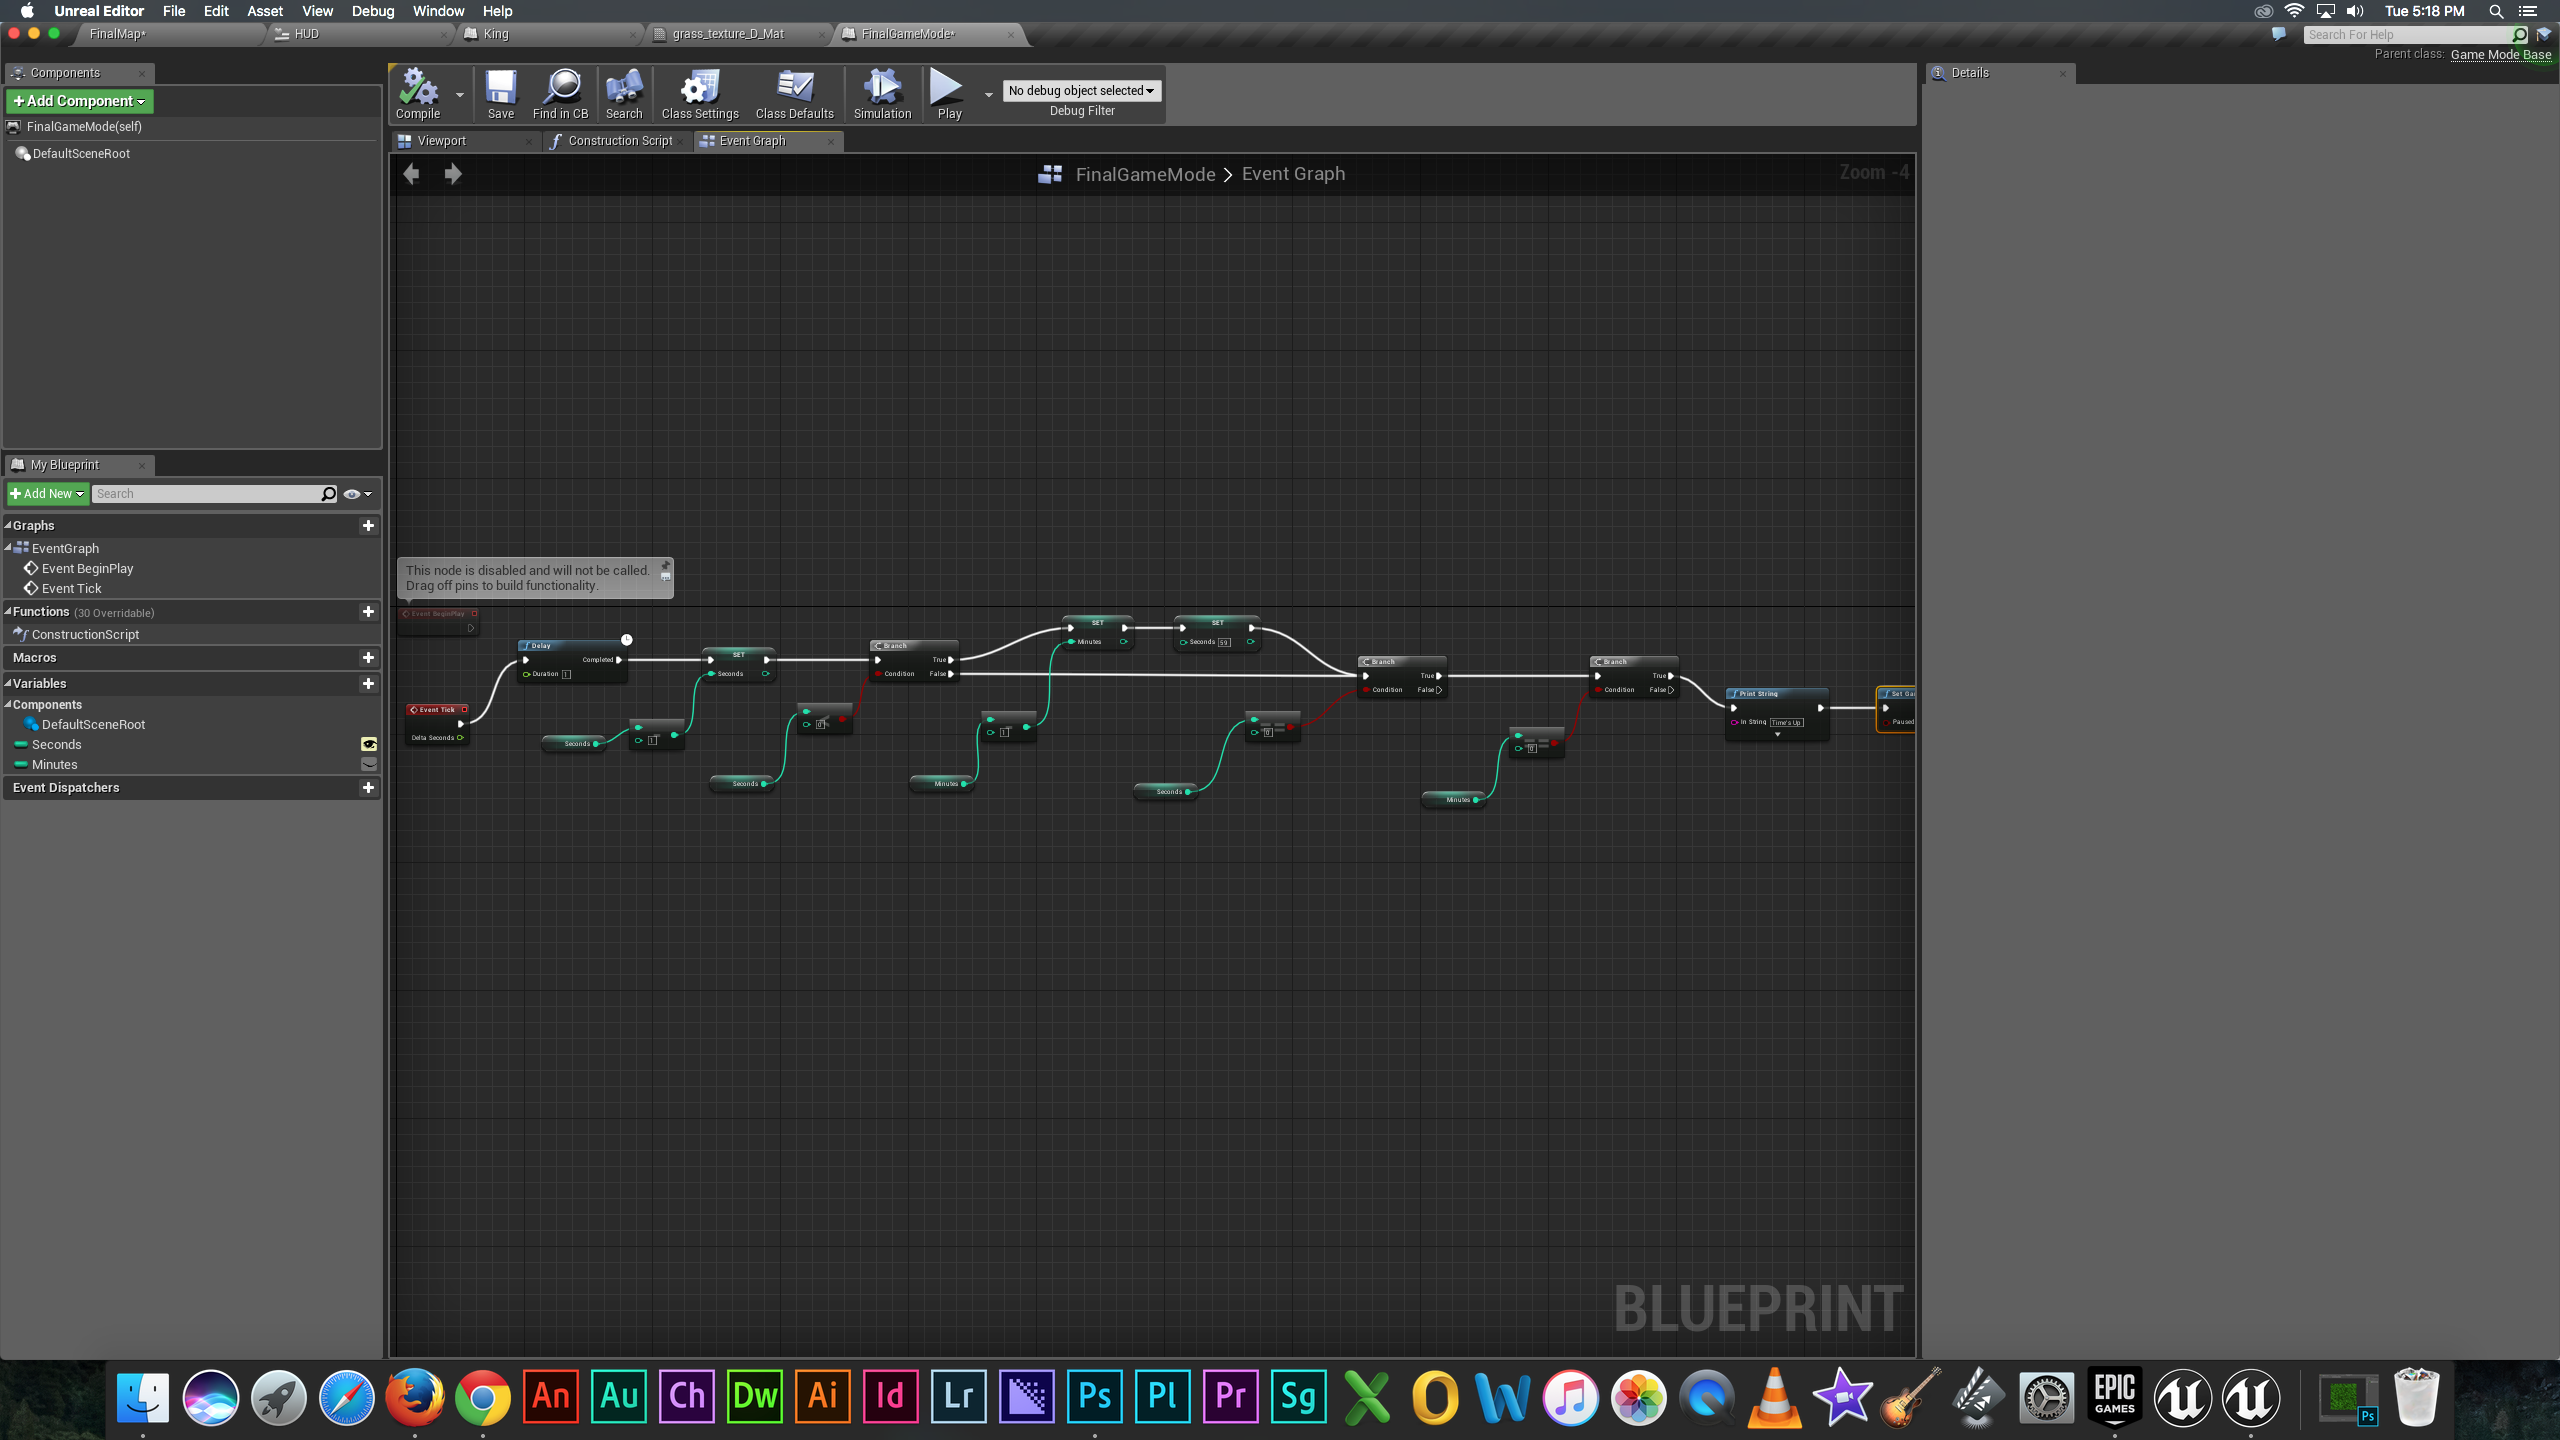 Unreal Editor File Edit Asset View Debug Window Help
Tue 5:18 PM
FinalMap* HUD King grass_texture_D_Mat FinalGameMode*
Search For Help
Parent class: Game Mode Base
Components
+Add Component
FinalGameMode(self)
DefaultSceneRoot
Compile Save Find in CB Search Class Settings Class Defaults Simulation Play
No debug object selected
Debug Filter
Details
Viewport Construction Script Event Graph
FinalGameMode > Event Graph
Zoom -4
My Blueprint
+Add New Search
Graphs
EventGraph
Event BeginPlay
Event Tick
Functions (30 Overridable)
ConstructionScript
Macros
Variables
Components
DefaultSceneRoot
Seconds
Minutes
Event Dispatchers
This node is disabled and will not be called.
Drag off pins to build functionality.
Event BeginPlay
Event Tick
Delta Seconds
Delay
Completed
Duration 1
SET
Seconds
Seconds
1
Seconds
0
Branch
True
Condition False
SET
Minutes
SET
Seconds 59
Minutes
1
Seconds
0
Branch
True
Condition False
Minutes
0
Branch
True
Condition False
Print String
In String Time's Up
Set Ga
Paused
BLUEPRINT
An Au Ch Dw Ai Id Lr Ps Pl Pr Sg
EPIC
GAMES
Ps